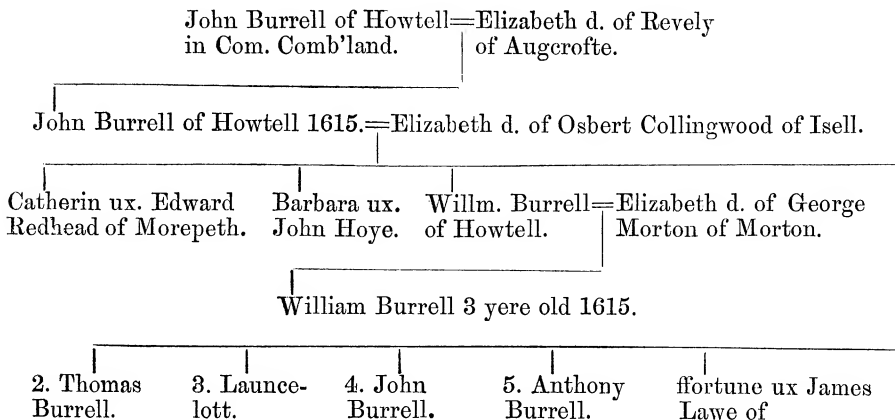 John Burrell of Howtell=Elizabeth d. of Revely
in Com. Comb'land. of Augcrofte.
John Burrell of Howtell 1615.=Elizabeth d. of Osbert Collingwood of Isell.
Catherin ux. Edward Barbara ux. Willm. Burrell=Elizabeth d. of George
Redhead of Morepeth. John Hoye. of Howtell. Morton of Morton.
William Burrell 3 yere old 1615.
2. Thomas 3. Launce- 4. John 5. Anthony ffortune ux James
Burrell. lott. Burrell. Burrell. Lawe of